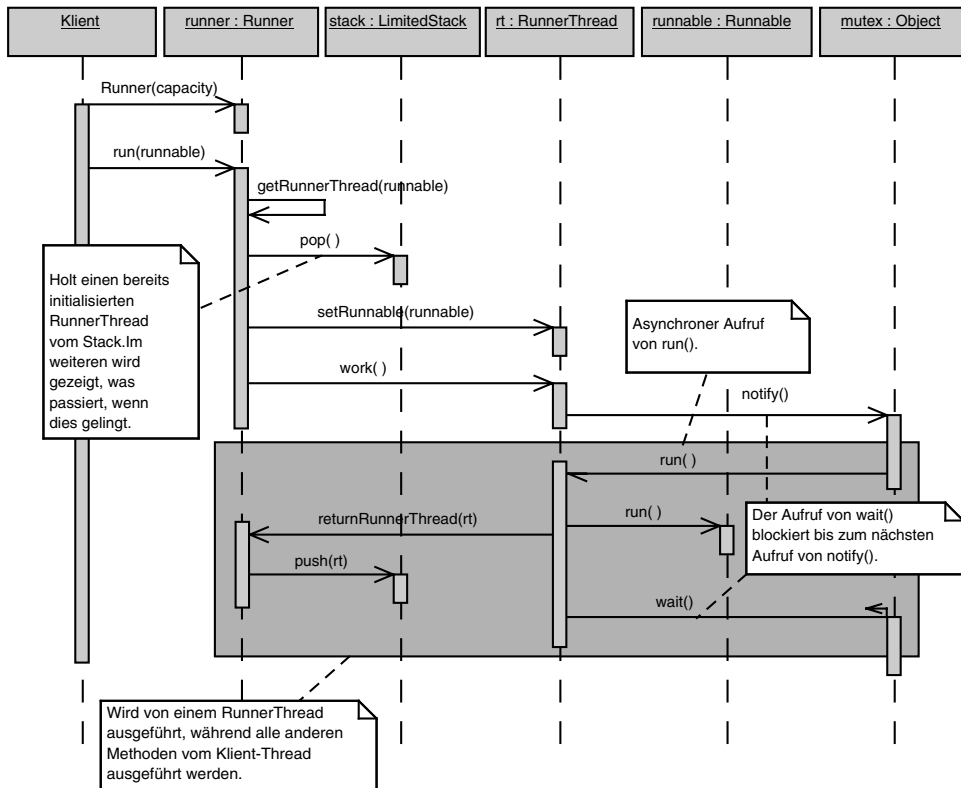 Klient
runner : Runner
stack : LimitedStack
rt : RunnerThread
runnable : Runnable
mutex : Object
Runner(capacity)
run(runnable)
getRunnerThread(runnable)
pop( )
Holt einen bereits
initialisierten
RunnerThread
vom Stack.Im
weiteren wird
gezeigt, was
passiert, wenn
dies gelingt.
setRunnable(runnable)
Asynchroner Aufruf
von run().
work( )
notify()
run( )
returnRunnerThread(rt)
run( )
Der Aufruf von wait()
blockiert bis zum nächsten
Aufruf von notify().
push(rt)
wait()
Wird von einem RunnerThread
ausgeführt, während alle anderen
Methoden vom Klient-Thread
ausgeführt werden.